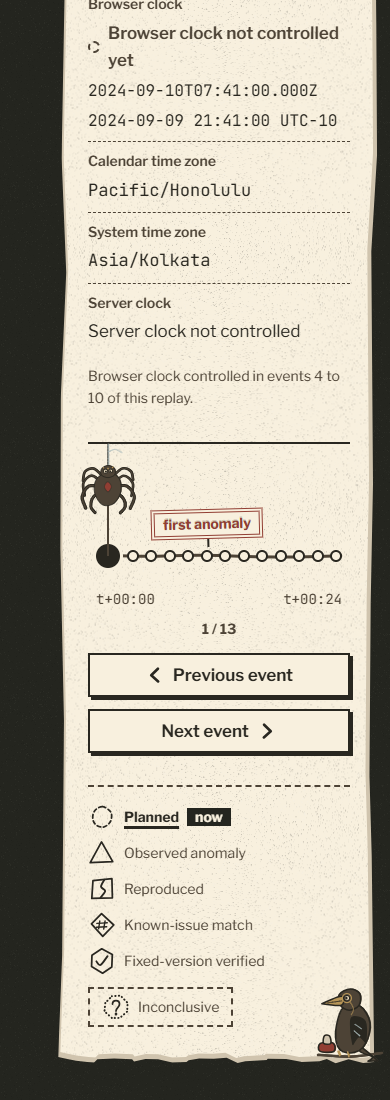 Browser clock
Browser clock not controlled
yet
2024-09-10T07:41:00.000Z
2024-09-09 21:41:00 UTC-10
Calendar time zone
Pacific/Honolulu
System time zone
Asia/Kolkata
Server clock
Server clock not controlled
Browser clock controlled in events 4 to
10 of this replay.
first anomaly
t+00:00 t+00:24
1 / 13
Previous event
Next event
Planned now
Observed anomaly
Reproduced
Known-issue match
Fixed-version verified
Inconclusive